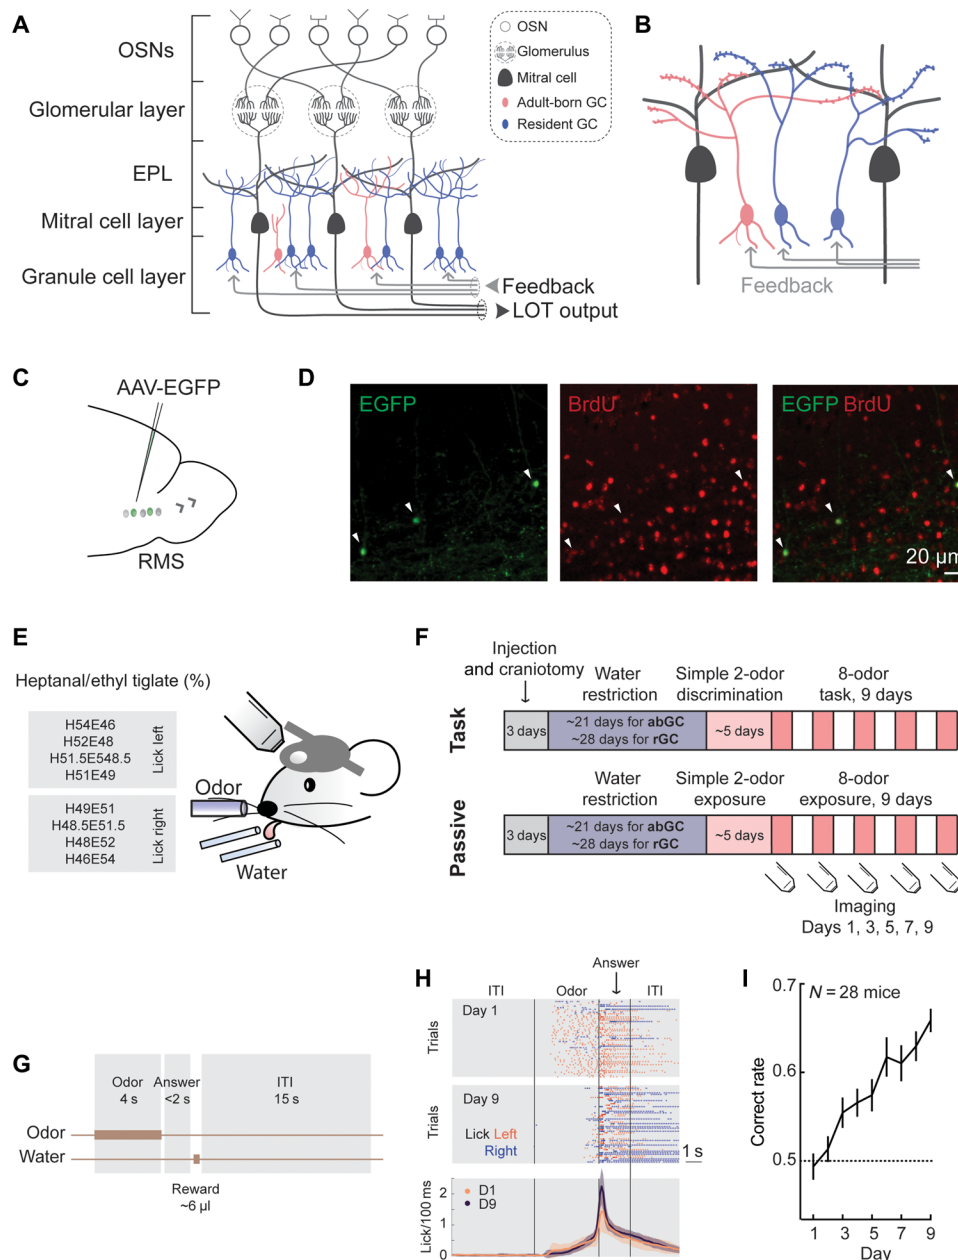 A
OSNs
Glomerular layer
EPL
Mitral cell layer
Granule cell layer
Feedback
LOT output
OSN
Glomerulus
Mitral cell
Adult-born GC
Resident GC
B
Feedback
C
AAV-EGFP
RMS
D
EGFP
BrdU
EGFP BrdU
20 µm
E
Heptanal/ethyl tiglate (%)
H54E46
H52E48
H51.5E548.5
H51E49
Lick left
H49E51
H48.5E51.5
H48E52
H46E54
Lick right
Odor
Water
F
Injection
and craniotomy
Water
restriction
Simple 2-odor
discrimination
8-odor
task, 9 days
Task
3 days
~21 days for abGC
~28 days for rGC
~5 days
Water
restriction
Simple 2-odor
exposure
8-odor
exposure, 9 days
Passive
3 days
~21 days for abGC
~28 days for rGC
~5 days
Imaging
Days 1, 3, 5, 7, 9
G
Odor
4 s
Answer
<2 s
ITI
15 s
Odor
Water
Reward
~6 µl
H
Answer
ITI
Odor
ITI
Trials
Day 1
Trials
Day 9
Lick Left
Right
1 s
Lick/100 ms
2
1
0
D1
D9
I
N = 28 mice
Correct rate
0.7
0.6
0.5
1 3 5 7 9
Day